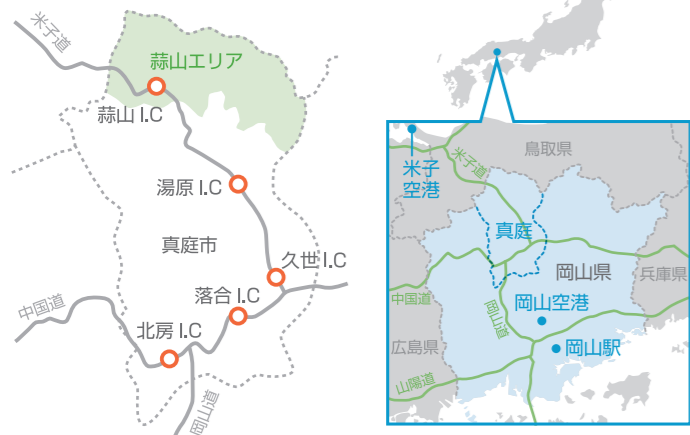 米子道
蒜山エリア
蒜山 I.C
湯原 I.C
真庭市
久世 I.C
落合 I.C
中国道
北房 I.C
岡山道
鳥取県
米子道
米子
空港
真庭
岡山県
兵庫県
中国道
岡山道
岡山空港
広島県
岡山駅
山陽道